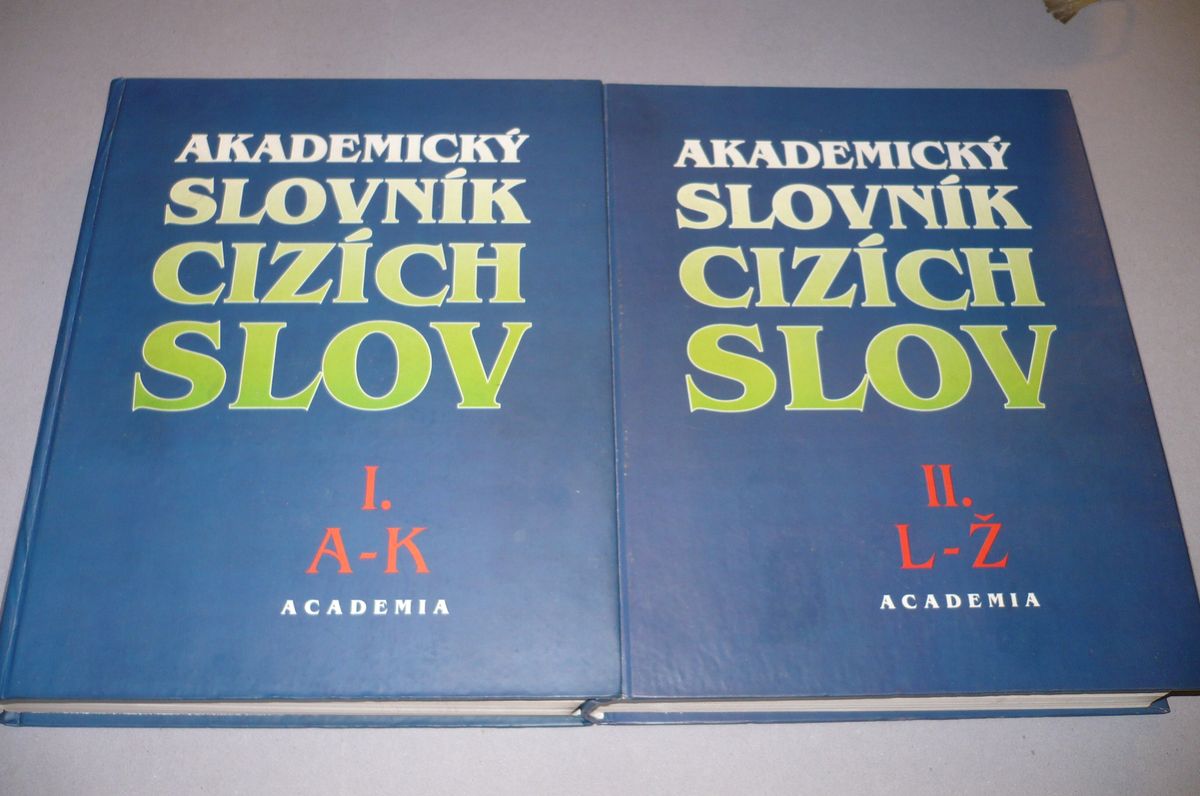 AKADEMICKÝ
SLOVNÍK
CIZÍCH
SLOV
I.
A-K
ACADEMIA
AKADEMICKÝ
SLOVNÍK
CIZÍCH
SLOV
II.
L-Ž
ACADEMIA